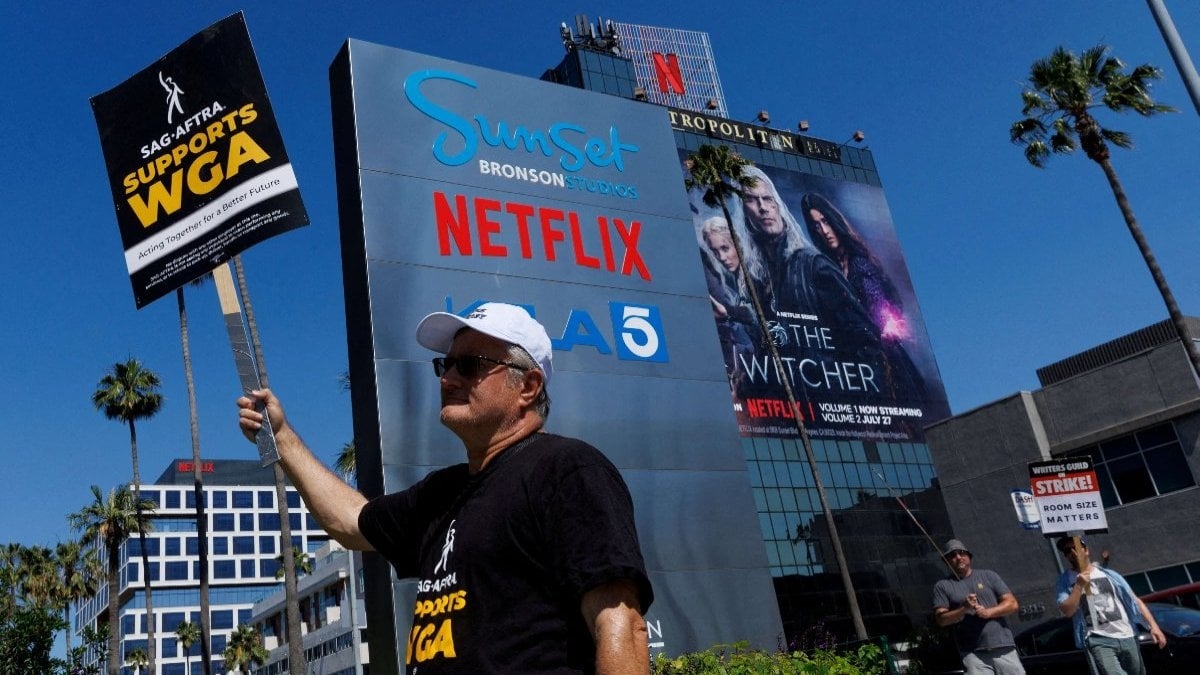 SAG·AFTRA
SUPPORTS
WGA
Acting Together for a Better Future
SunSet
BRONSONSTUDIOS
NETFLIX
5
N
TROPOLITAN
A NETFLIX SERIES
THE
WITCHER
NETFLIX
VOLUME 1 NOW STREAMING
VOLUME 2 JULY 27
NETFLIX
SAG·AFTRA
SUPPORTS
WGA
WRITERS GUILD
ON
STRIKE!
ROOM SIZE
MATTERS
DASH